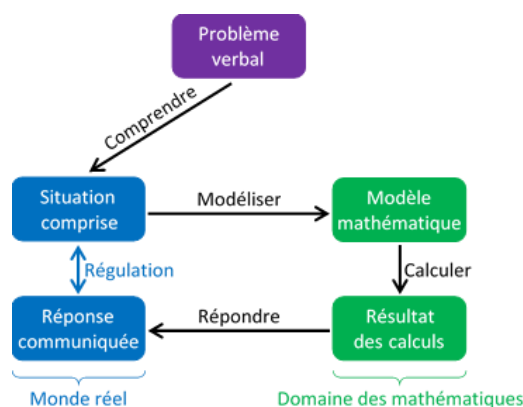 Problème
verbal
Comprendre
Situation
comprise
Modéliser
Modèle
mathématique
Régulation
Calculer
Réponse
communiquée
Répondre
Résultat
des calculs
Monde réel
Domaine des mathématiques